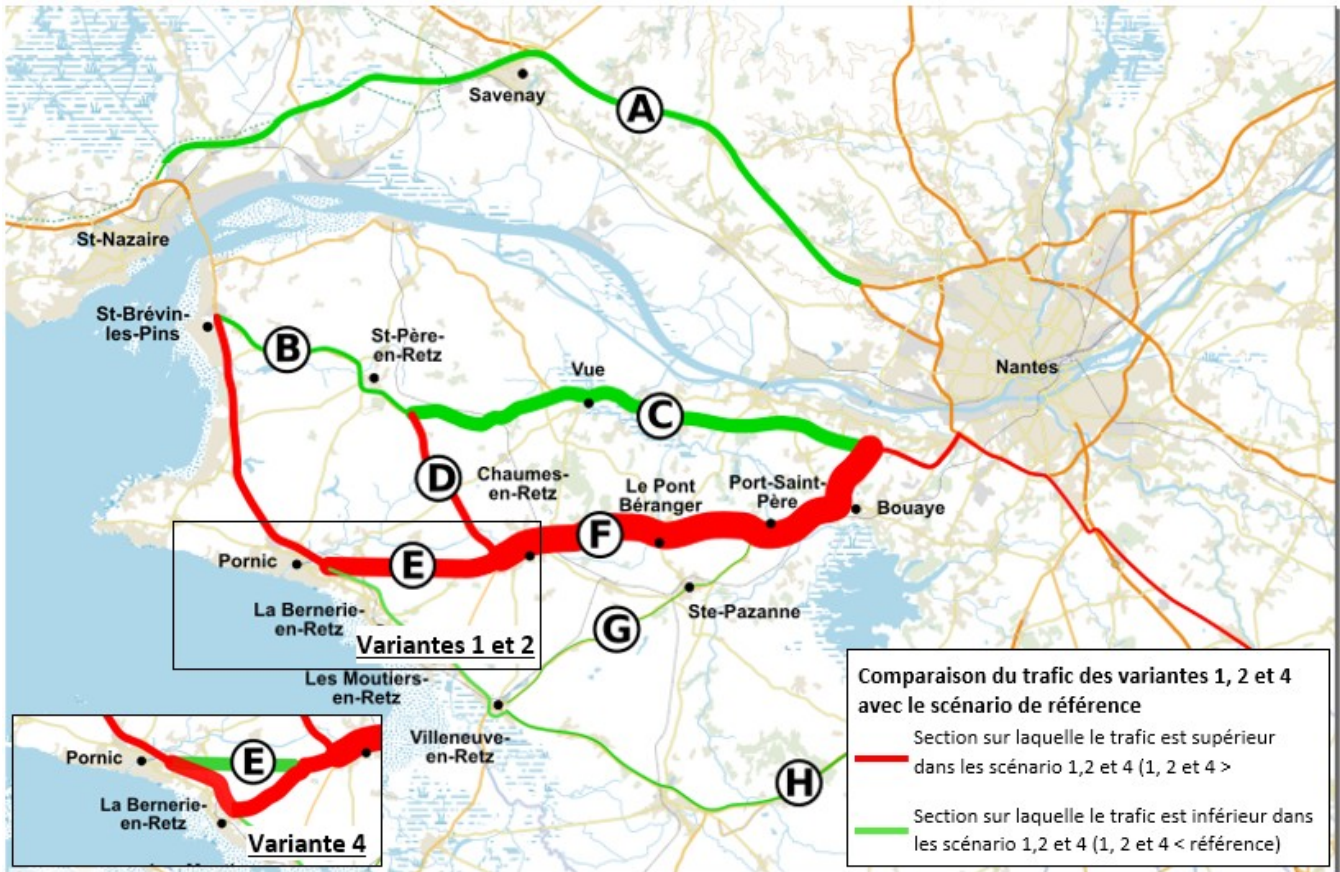 Savenay
A
St-Nazaire
St-Brévin-
les-Pins
B
St-Père-
en-Retz
Vue
C
Nantes
D
Chaumes-
en-Retz
Le Pont
Béranger
Port-Saint-
Père
Bouaye
F
Pornic
E
La Bernerie-
en-Retz
Variantes 1 et 2
Ste-Pazanne
G
Les Moutiers-
en-Retz
Villeneuve-
en-Retz
H
Pornic
E
La Bernerie-
en-Retz
Variante 4
Comparaison du trafic des variantes 1, 2 et 4
avec le scénario de référence
Section sur laquelle le trafic est supérieur
dans les scénario 1,2 et 4 (1, 2 et 4 >
Section sur laquelle le trafic est inférieur dans
les scénario 1,2 et 4 (1, 2 et 4 < référence)